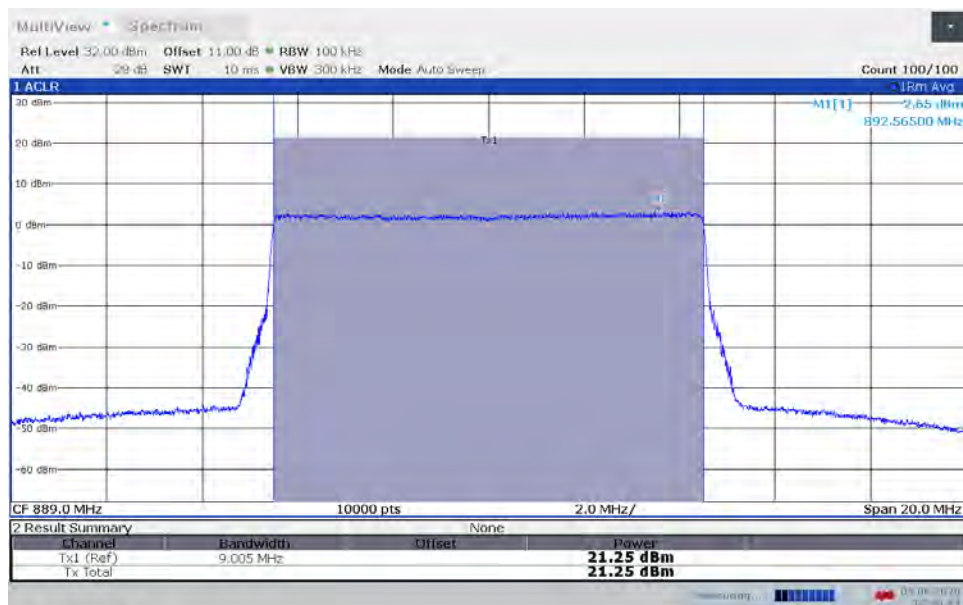 MultiView Spectrum
Ref Level 32.00 dBm Offset 11.00 dB RBW 100 kHz
Att 29 dB SWT 10 ms VBW 300 kHz Mode Auto Sweep Count 100/100
1 ACLR 1Rm Avg
30 dBm M1[1] 2.65 dBm
892.56500 MHz
Tx1
20 dBm
10 dBm
0 dBm
-10 dBm
-20 dBm
-30 dBm
-40 dBm
-50 dBm
-60 dBm
CF 889.0 MHz 10000 pts 2.0 MHz/ Span 20.0 MHz
2 Result Summary None
Channel Bandwidth Offset Power
Tx1 (Ref) 9.005 MHz 21.25 dBm
Tx Total 21.25 dBm